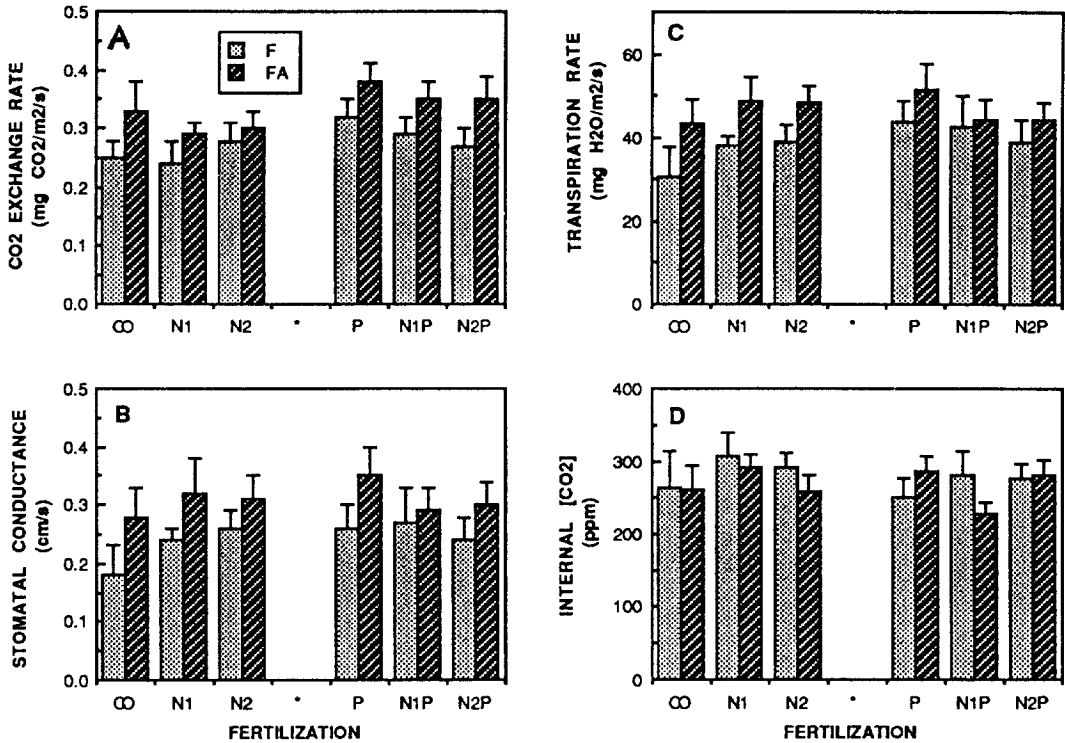 A
CO2 EXCHANGE RATE
(mg CO2/m2/s)
0.5
0.4
0.3
0.2
0.1
0.0
F
FA
CO N1 N2 * P N1P N2P
C
TRANSPIRATION RATE
(mg H2O/m2/s)
60
40
20
0
CO N1 N2 * P N1P N2P
B
STOMATAL CONDUCTANCE
(cm/s)
0.5
0.4
0.3
0.2
0.1
0.0
CO N1 N2 * P N1P N2P
FERTILIZATION
D
INTERNAL [CO2]
(ppm)
400
300
200
100
0
CO N1 N2 * P N1P N2P
FERTILIZATION